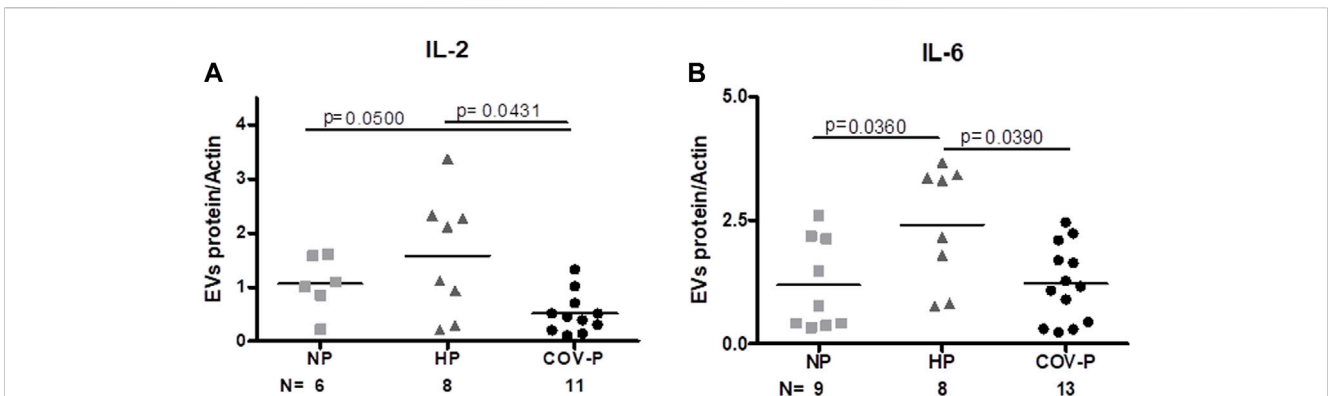 A
IL-2
EVs protein/Actin
4
3
2
1
0
p=0.0500
p= 0.0431
NP
HP
COV-P
N= 6
8
11
B
IL-6
EVs protein/Actin
5.0
2.5
0.0
p=0.0360
p=0.0390
NP
HP
COV-P
N= 9
8
13